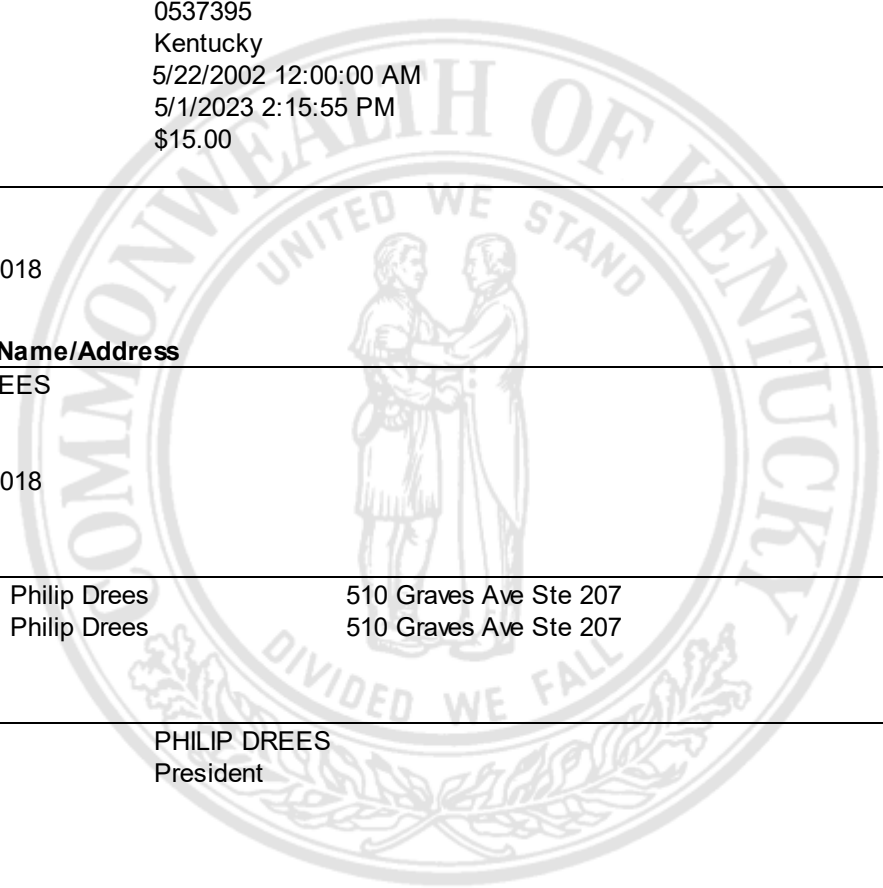 0537395
Kentucky
5/22/2002 12:00:00 AM
5/1/2023 2:15:55 PM
$15.00
COMMONWEALTH OF KENTUCKY
UNITED WE STAND
018
Name/Address
EES
018
Philip Drees 510 Graves Ave Ste 207
Philip Drees 510 Graves Ave Ste 207
DIVIDED WE FALL
PHILIP DREES
President